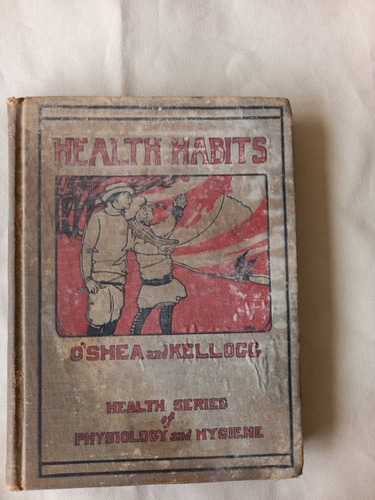 HEALTH HABITS
O'SHEA and KELLOGG
HEALTH SERIES
of
PHYSIOLOGY and HYGIENE